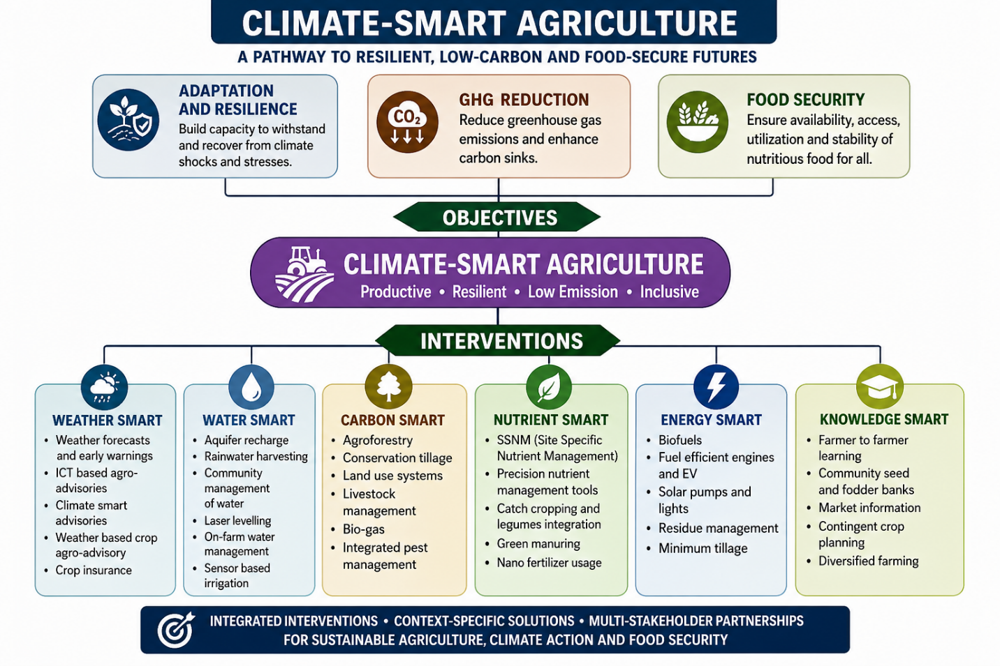 CLIMATE-SMART AGRICULTURE
A PATHWAY TO RESILIENT, LOW-CARBON AND FOOD-SECURE FUTURES
ADAPTATION
AND RESILIENCE
Build capacity to withstand
and recover from climate
shocks and stresses.
CO₂
GHG REDUCTION
Reduce greenhouse gas
emissions and enhance
carbon sinks.
FOOD SECURITY
Ensure availability, access,
utilization and stability of
nutritious food for all.
OBJECTIVES
CLIMATE-SMART AGRICULTURE
Productive • Resilient • Low Emission • Inclusive
INTERVENTIONS
WEATHER SMART
• Weather forecasts
and early warnings
• ICT based agro-
advisories
• Climate smart
advisories
• Weather based crop
agro-advisory
• Crop insurance
WATER SMART
• Aquifer recharge
• Rainwater harvesting
• Community
management
of water
• Laser levelling
• On-farm water
management
• Sensor based
irrigation
CARBON SMART
• Agroforestry
• Conservation tillage
• Land use systems
• Livestock
management
• Bio-gas
• Integrated pest
management
NUTRIENT SMART
• SSNM (Site Specific
Nutrient Management)
• Precision nutrient
management tools
• Catch cropping and
legumes integration
• Green manuring
• Nano fertilizer usage
ENERGY SMART
• Biofuels
• Fuel efficient engines
and EV
• Solar pumps and
lights
• Residue management
• Minimum tillage
KNOWLEDGE SMART
• Farmer to farmer
learning
• Community seed
and fodder banks
• Market information
• Contingent crop
planning
• Diversified farming
INTEGRATED INTERVENTIONS • CONTEXT-SPECIFIC SOLUTIONS • MULTI-STAKEHOLDER PARTNERSHIPS
FOR SUSTAINABLE AGRICULTURE, CLIMATE ACTION AND FOOD SECURITY